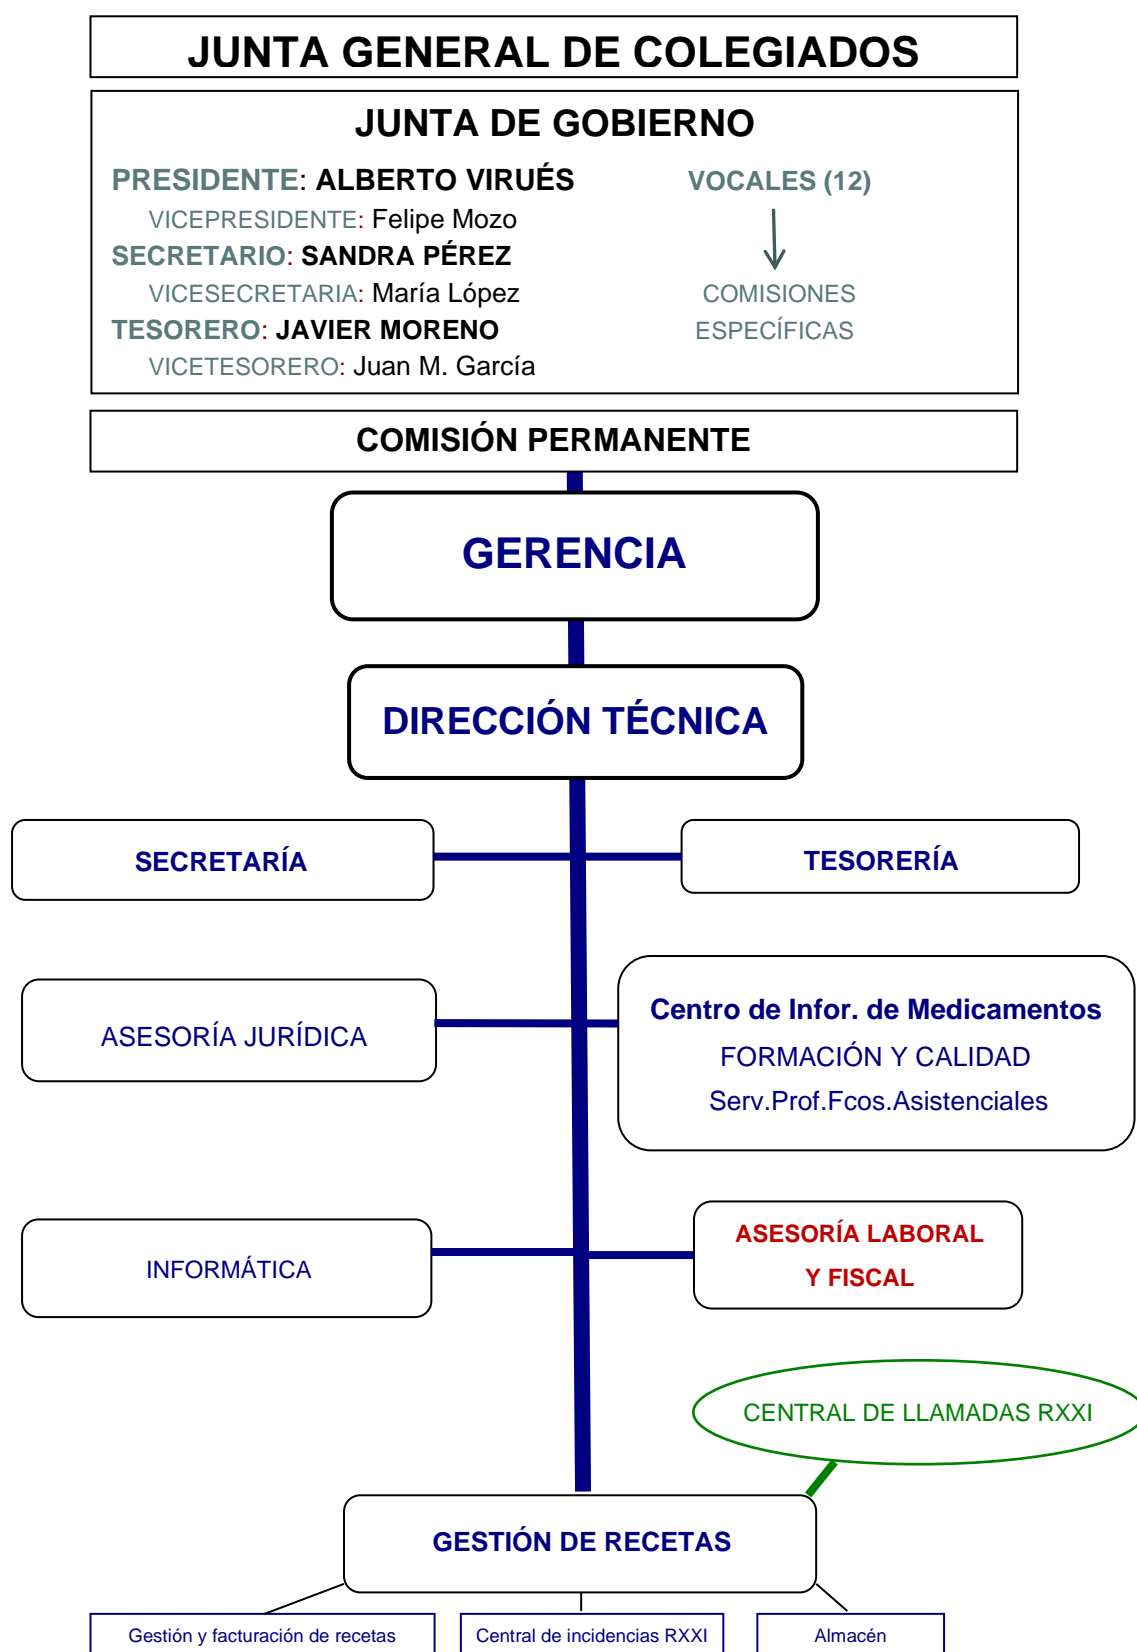 JUNTA GENERAL DE COLEGIADOS
JUNTA DE GOBIERNO
PRESIDENTE: ALBERTO VIRUÉS
VICEPRESIDENTE: Felipe Mozo
SECRETARIO: SANDRA PÉREZ
VICESECRETARIA: María López
TESORERO: JAVIER MORENO
VICETESORERO: Juan M. García
VOCALES (12)
COMISIONES
ESPECÍFICAS
COMISIÓN PERMANENTE
GERENCIA
DIRECCIÓN TÉCNICA
SECRETARÍA
TESORERÍA
ASESORÍA JURÍDICA
Centro de Infor. de Medicamentos
FORMACIÓN Y CALIDAD
Serv.Prof.Fcos.Asistenciales
INFORMÁTICA
ASESORÍA LABORAL
Y FISCAL
CENTRAL DE LLAMADAS RXXI
GESTIÓN DE RECETAS
Gestión y facturación de recetas
Central de incidencias RXXI
Almacén